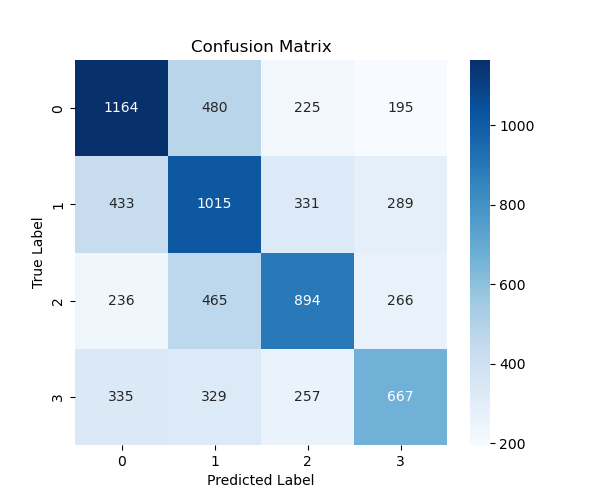 Confusion Matrix
0 1164 480 225 195
1 433 1015 331 289
2 236 465 894 266
3 335 329 257 667
0 1 2 3
True Label
Predicted Label
1000
800
600
400
200